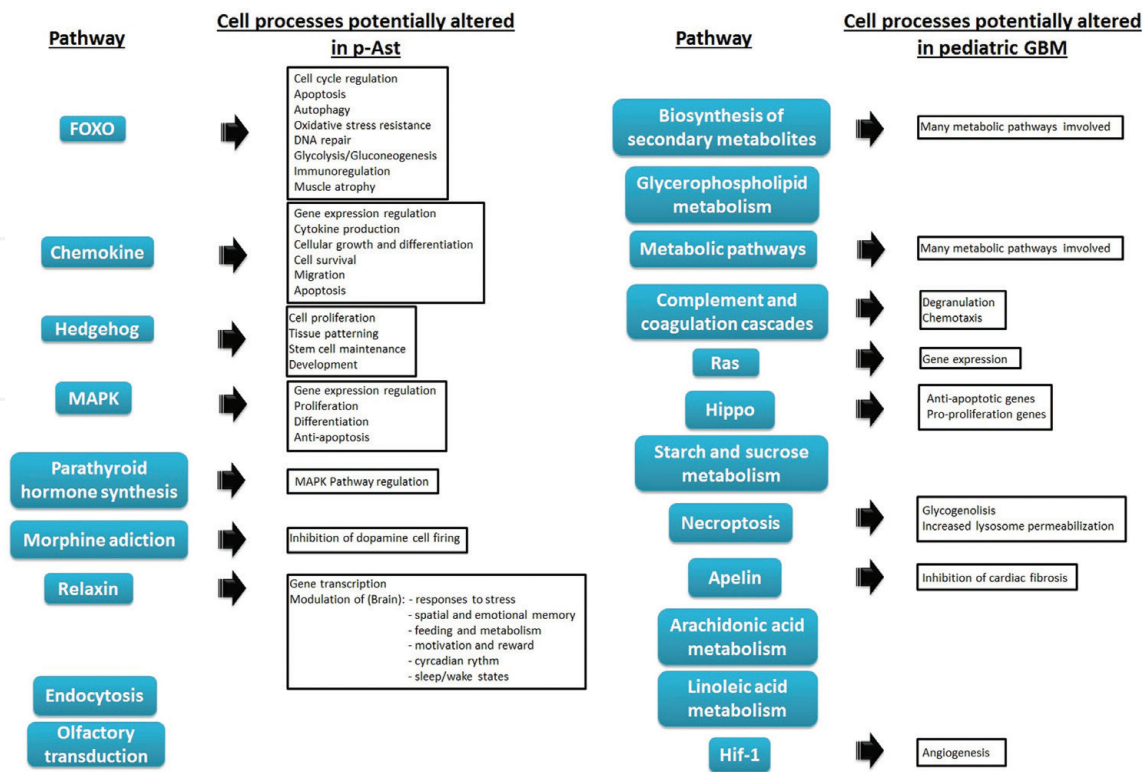 Pathway
Cell processes potentially altered
in p-Ast
FOXO
Cell cycle regulation
Apoptosis
Autophagy
Oxidative stress resistance
DNA repair
Glycolysis/Gluconeogenesis
Immunoregulation
Muscle atrophy
Chemokine
Gene expression regulation
Cytokine production
Cellular growth and differentiation
Cell survival
Migration
Apoptosis
Hedgehog
Cell proliferation
Tissue patterning
Stem cell maintenance
Development
MAPK
Gene expression regulation
Proliferation
Differentiation
Anti-apoptosis
Parathyroid
hormone synthesis
MAPK Pathway regulation
Morphine adiction
Inhibition of dopamine cell firing
Relaxin
Gene transcription
Modulation of (Brain): - responses to stress
- spatial and emotional memory
- feeding and metabolism
- motivation and reward
- cyrcadian rythm
- sleep/wake states
Endocytosis
Olfactory
transduction
Pathway
Cell processes potentially altered
in pediatric GBM
Biosynthesis of
secondary metabolites
Many metabolic pathways imvolved
Glycerophospholipid
metabolism
Metabolic pathways
Many metabolic pathways imvolved
Complement and
coagulation cascades
Degranulation
Chemotaxis
Ras
Gene expression
Hippo
Anti-apoptotic genes
Pro-proliferation genes
Starch and sucrose
metabolism
Necroptosis
Glycogenolisis
Increased lysosome permeabilization
Apelin
Inhibition of cardiac fibrosis
Arachidonic acid
metabolism
Linoleic acid
metabolism
Hif-1
Angiogenesis